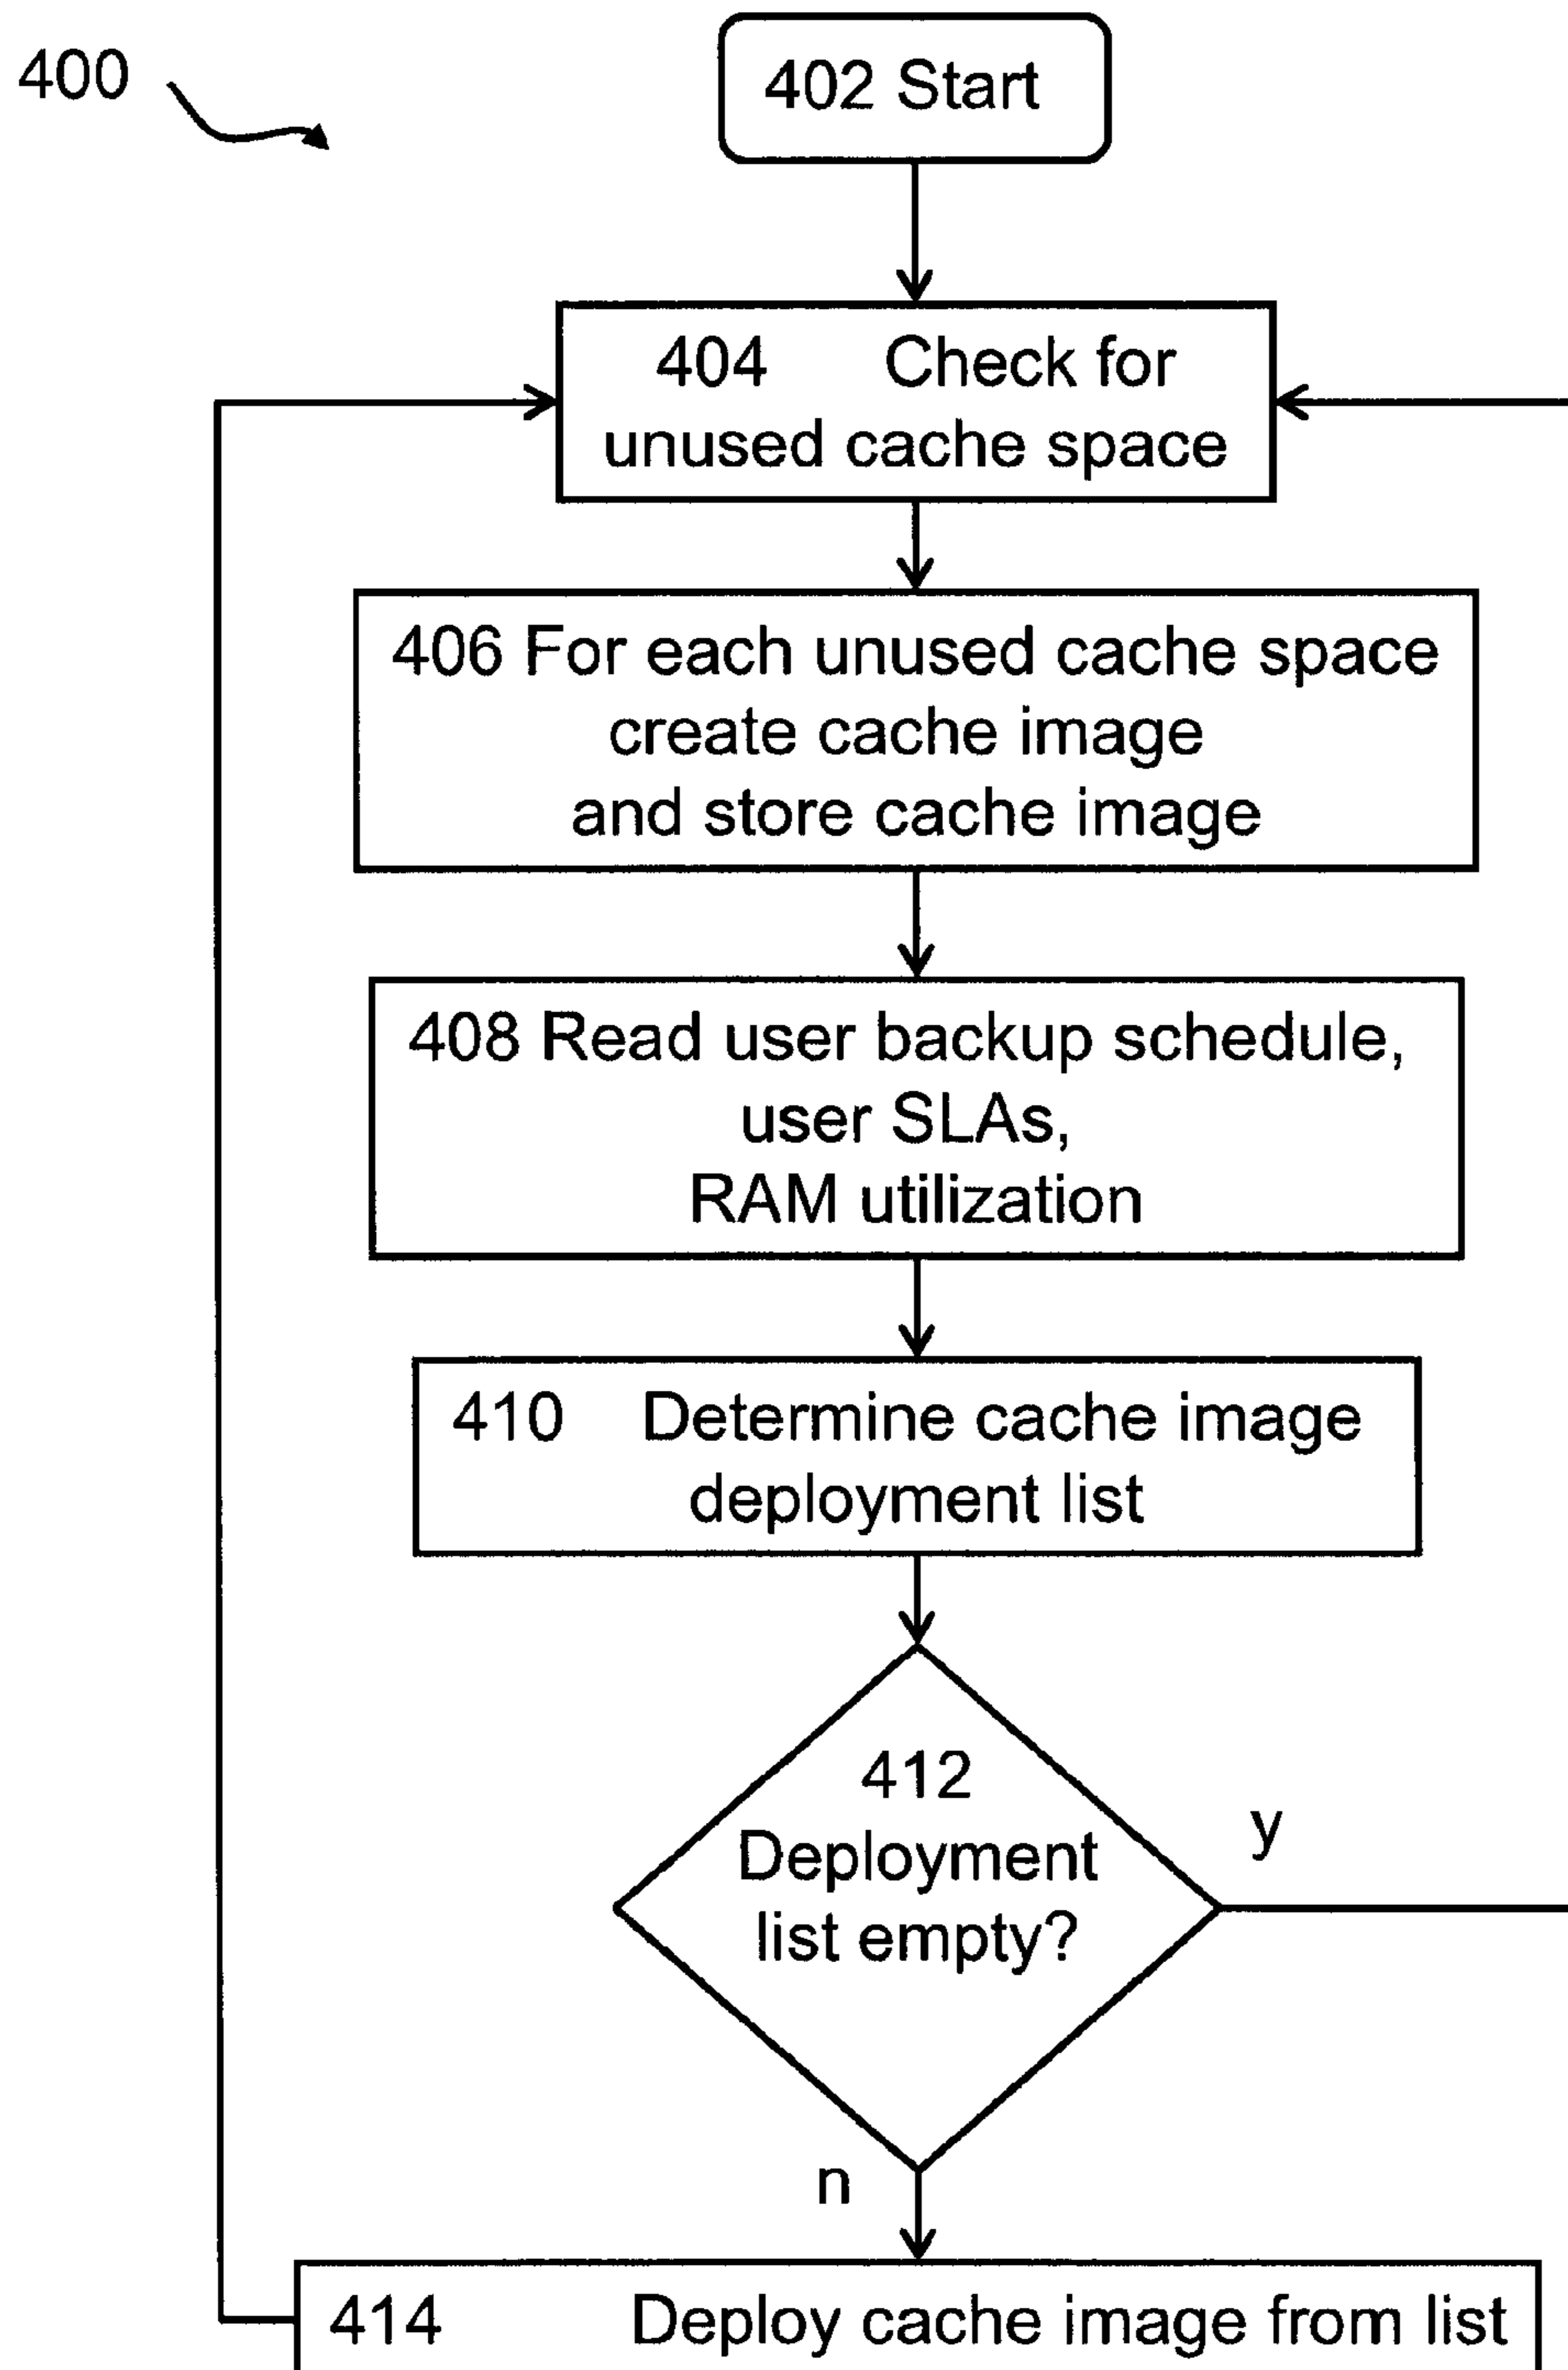 400
402 Start
404 Check for
unused cache space
406 For each unused cache space
create cache image
and store cache image
408 Read user backup schedule,
user SLAs,
RAM utilization
410 Determine cache image
deployment list
412
Deployment
list empty?
y
n
414 Deploy cache image from list